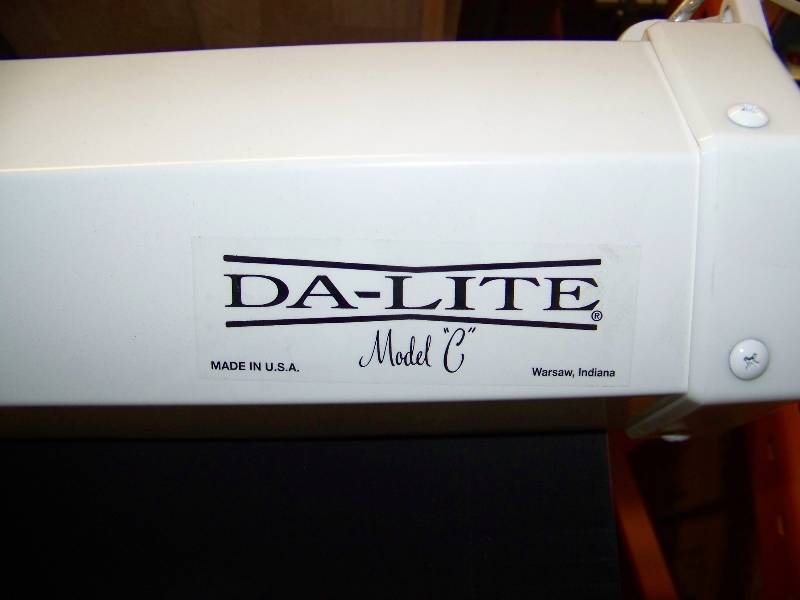 DA-LITE®
Model "C"
MADE IN U.S.A.
Warsaw, Indiana